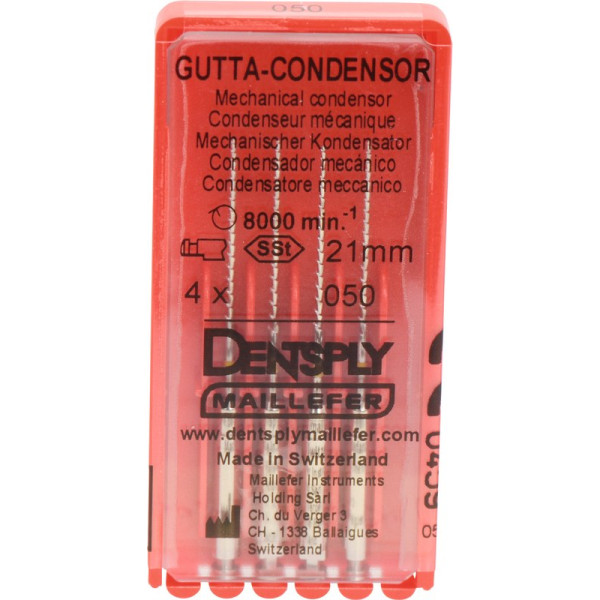 050
GUTTA-CONDENSOR
Mechanical condensor
Condenseur mécanique
Mechanischer Kondensator
Condensador mecánico
Condensatore meccanico
8000 min.-1
SSt 21mm
4 x 050
DENTSPLY
MAILLEFER
www.dentsplymaillefer.com
Made In Switzerland
Maillefer Instruments
Holding Sàrl
Ch. du Verger 3
CH - 1338 Ballaigues
Switzerland